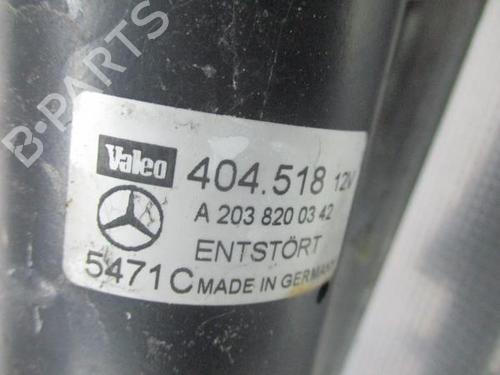 B-PARTS
Valeo 404.518 12V
A 203 820 03 42
ENTSTÖRT
5471C MADE IN GERMANY